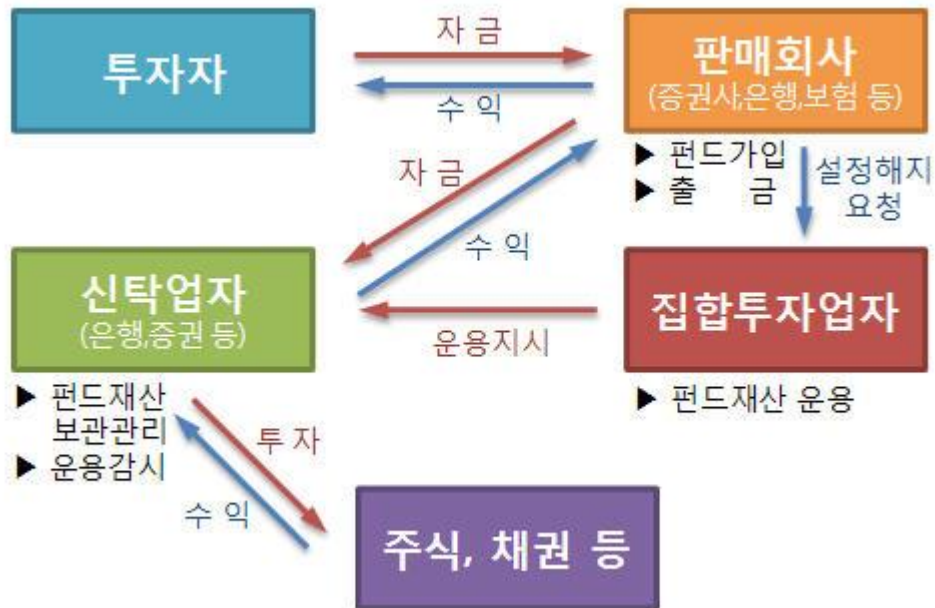 투자자
자 금
수 익
판매회사
(증권사,은행,보험 등)
▶ 펀드가입
▶ 출 금
설정해지
요청
자 금
수 익
신탁업자
(은행,증권 등)
운용지시
집합투자업자
▶ 펀드재산
보관관리
▶ 운용감시
▶ 펀드재산 운용
투 자
수 익
주식, 채권 등